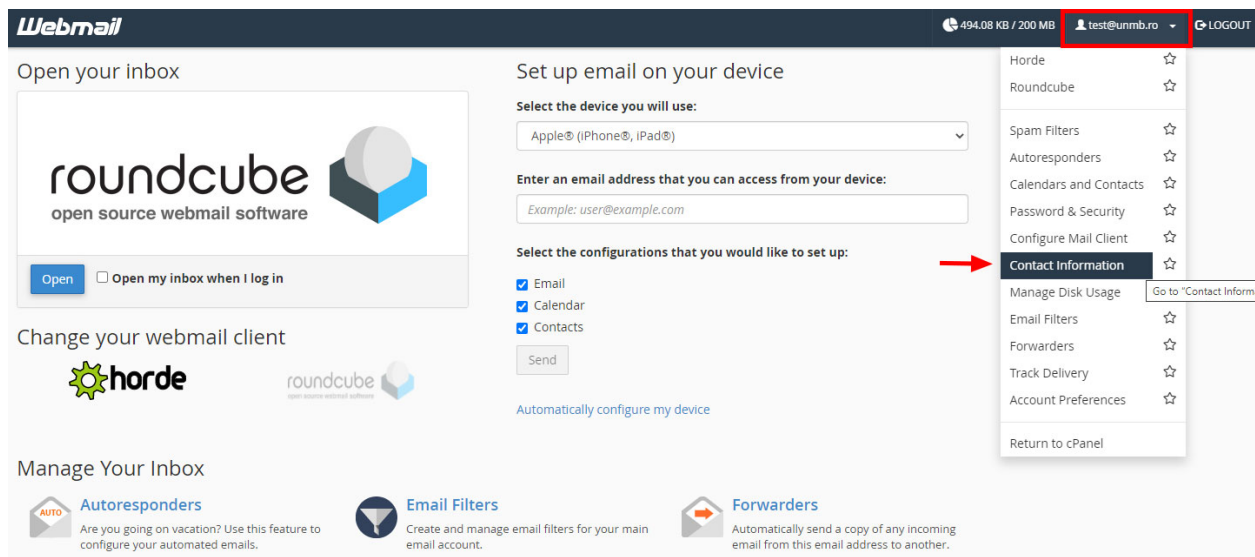 Webmail
494.08 KB / 200 MB
test@unmb.ro
LOGOUT
Open your inbox
roundcube
open source webmail software
Open
Open my inbox when I log in
Change your webmail client
horde
roundcube
open source webmail software
Set up email on your device
Select the device you will use:
Apple® (iPhone®, iPad®)
Enter an email address that you can access from your device:
Example: user@example.com
Select the configurations that you would like to set up:
Email
Calendar
Contacts
Send
Automatically configure my device
Horde
Roundcube
Spam Filters
Autoresponders
Calendars and Contacts
Password & Security
Configure Mail Client
Contact Information
Go to "Contact Inform
Manage Disk Usage
Email Filters
Forwarders
Track Delivery
Account Preferences
Return to cPanel
Manage Your Inbox
AUTO
Autoresponders
Are you going on vacation? Use this feature to
configure your automated emails.
Email Filters
Create and manage email filters for your main
email account.
Forwarders
Automatically send a copy of any incoming
email from this email address to another.